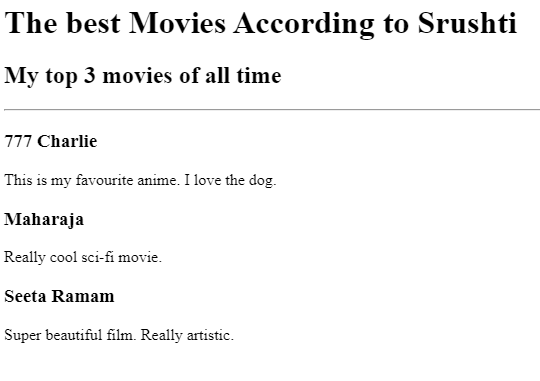 The best Movies According to Srushti
My top 3 movies of all time
777 Charlie
This is my favourite anime. I love the dog.
Maharaja
Really cool sci-fi movie.
Seeta Ramam
Super beautiful film. Really artistic.